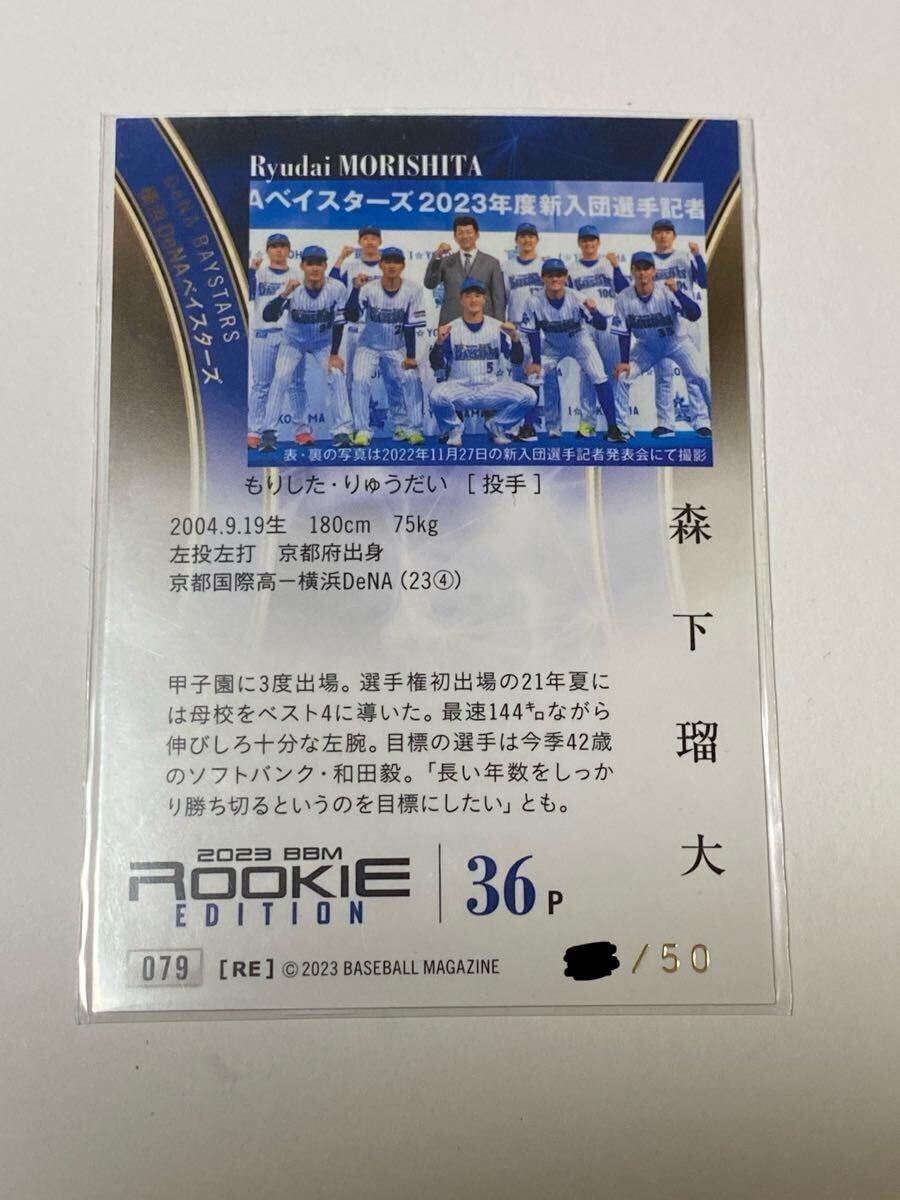 Ryudai MORISHITA
DeNA BAYSTARS
横浜DeNAベイスターズ
Aベイスターズ2023年度新入団選手記者
表・裏の写真は2022年11月27日の新入団選手記者発表会にて撮影
もりした・りゅうだい [投手]
森下瑠大
2004.9.19生 180cm 75kg
左投左打 京都府出身
京都国際高－横浜DeNA（23④）
甲子園に3度出場。選手権初出場の21年夏に
は母校をベスト4に導いた。最速144㌔ながら
伸びしろ十分な左腕。目標の選手は今季42歳
のソフトバンク・和田毅。「長い年数をしっか
り勝ち切るというのを目標にしたい」とも。
2023 BBM
ROOKIE
EDITION
36 P
079 [RE] ©2023 BASEBALL MAGAZINE
/50